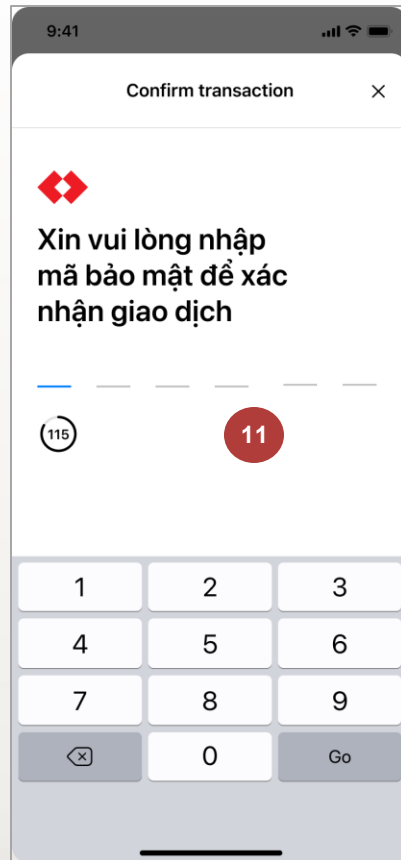 9:41
Confirm transaction
Xin vui lòng nhập
mã bảo mật để xác
nhận giao dịch
115
11
1 2 3
4 5 6
7 8 9
0 Go